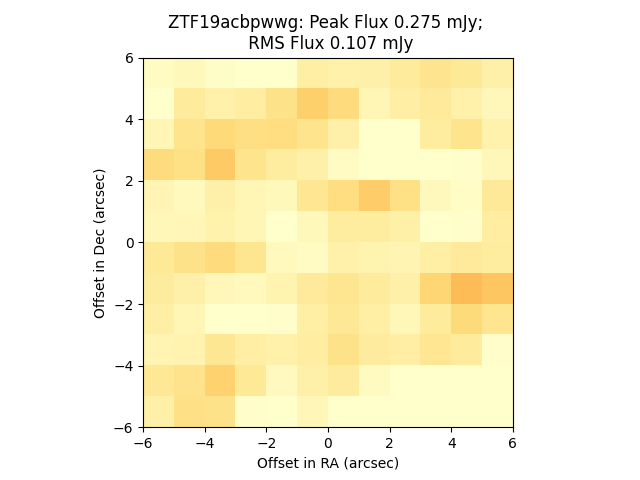 ZTF19acbpwwg: Peak Flux 0.275 mJy;
RMS Flux 0.107 mJy
6
4
2
0
−2
−4
−6
Offset in Dec (arcsec)
−6 −4 −2 0 2 4 6
Offset in RA (arcsec)